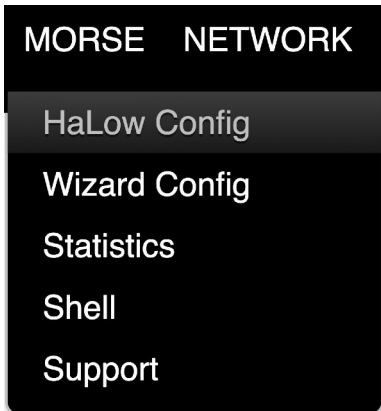 MORSE NETWORK
HaLow Config
Wizard Config
Statistics
Shell
Support